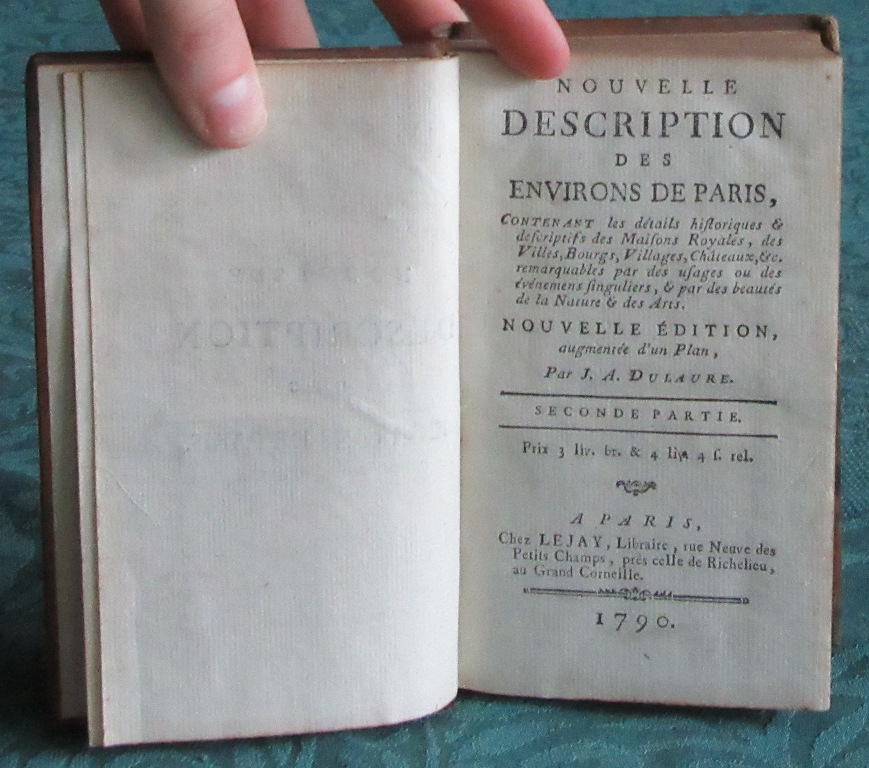 NOUVELLE
DESCRIPTION
DES
ENVIRONS DE PARIS,
CONTENANT les détails hiſtoriques &
deſcriptifs des Maiſons Royales, des
Villes, Bourgs, Villages, Châteaux, &c.
remarquables par des uſages ou des
événemens ſinguliers, & par des beautés
de la Nature & des Arts.
NOUVELLE ÉDITION,
augmentée d'un Plan,
Par J. A. DULAURE.
SECONDE PARTIE.
Prix 3 liv. br. & 4 liv. 4 ſ. rel.
A PARIS,
Chez LEJAY, Libraire, rue Neuve des
Petits Champs, près celle de Richelieu,
au Grand Corneille.
1790.